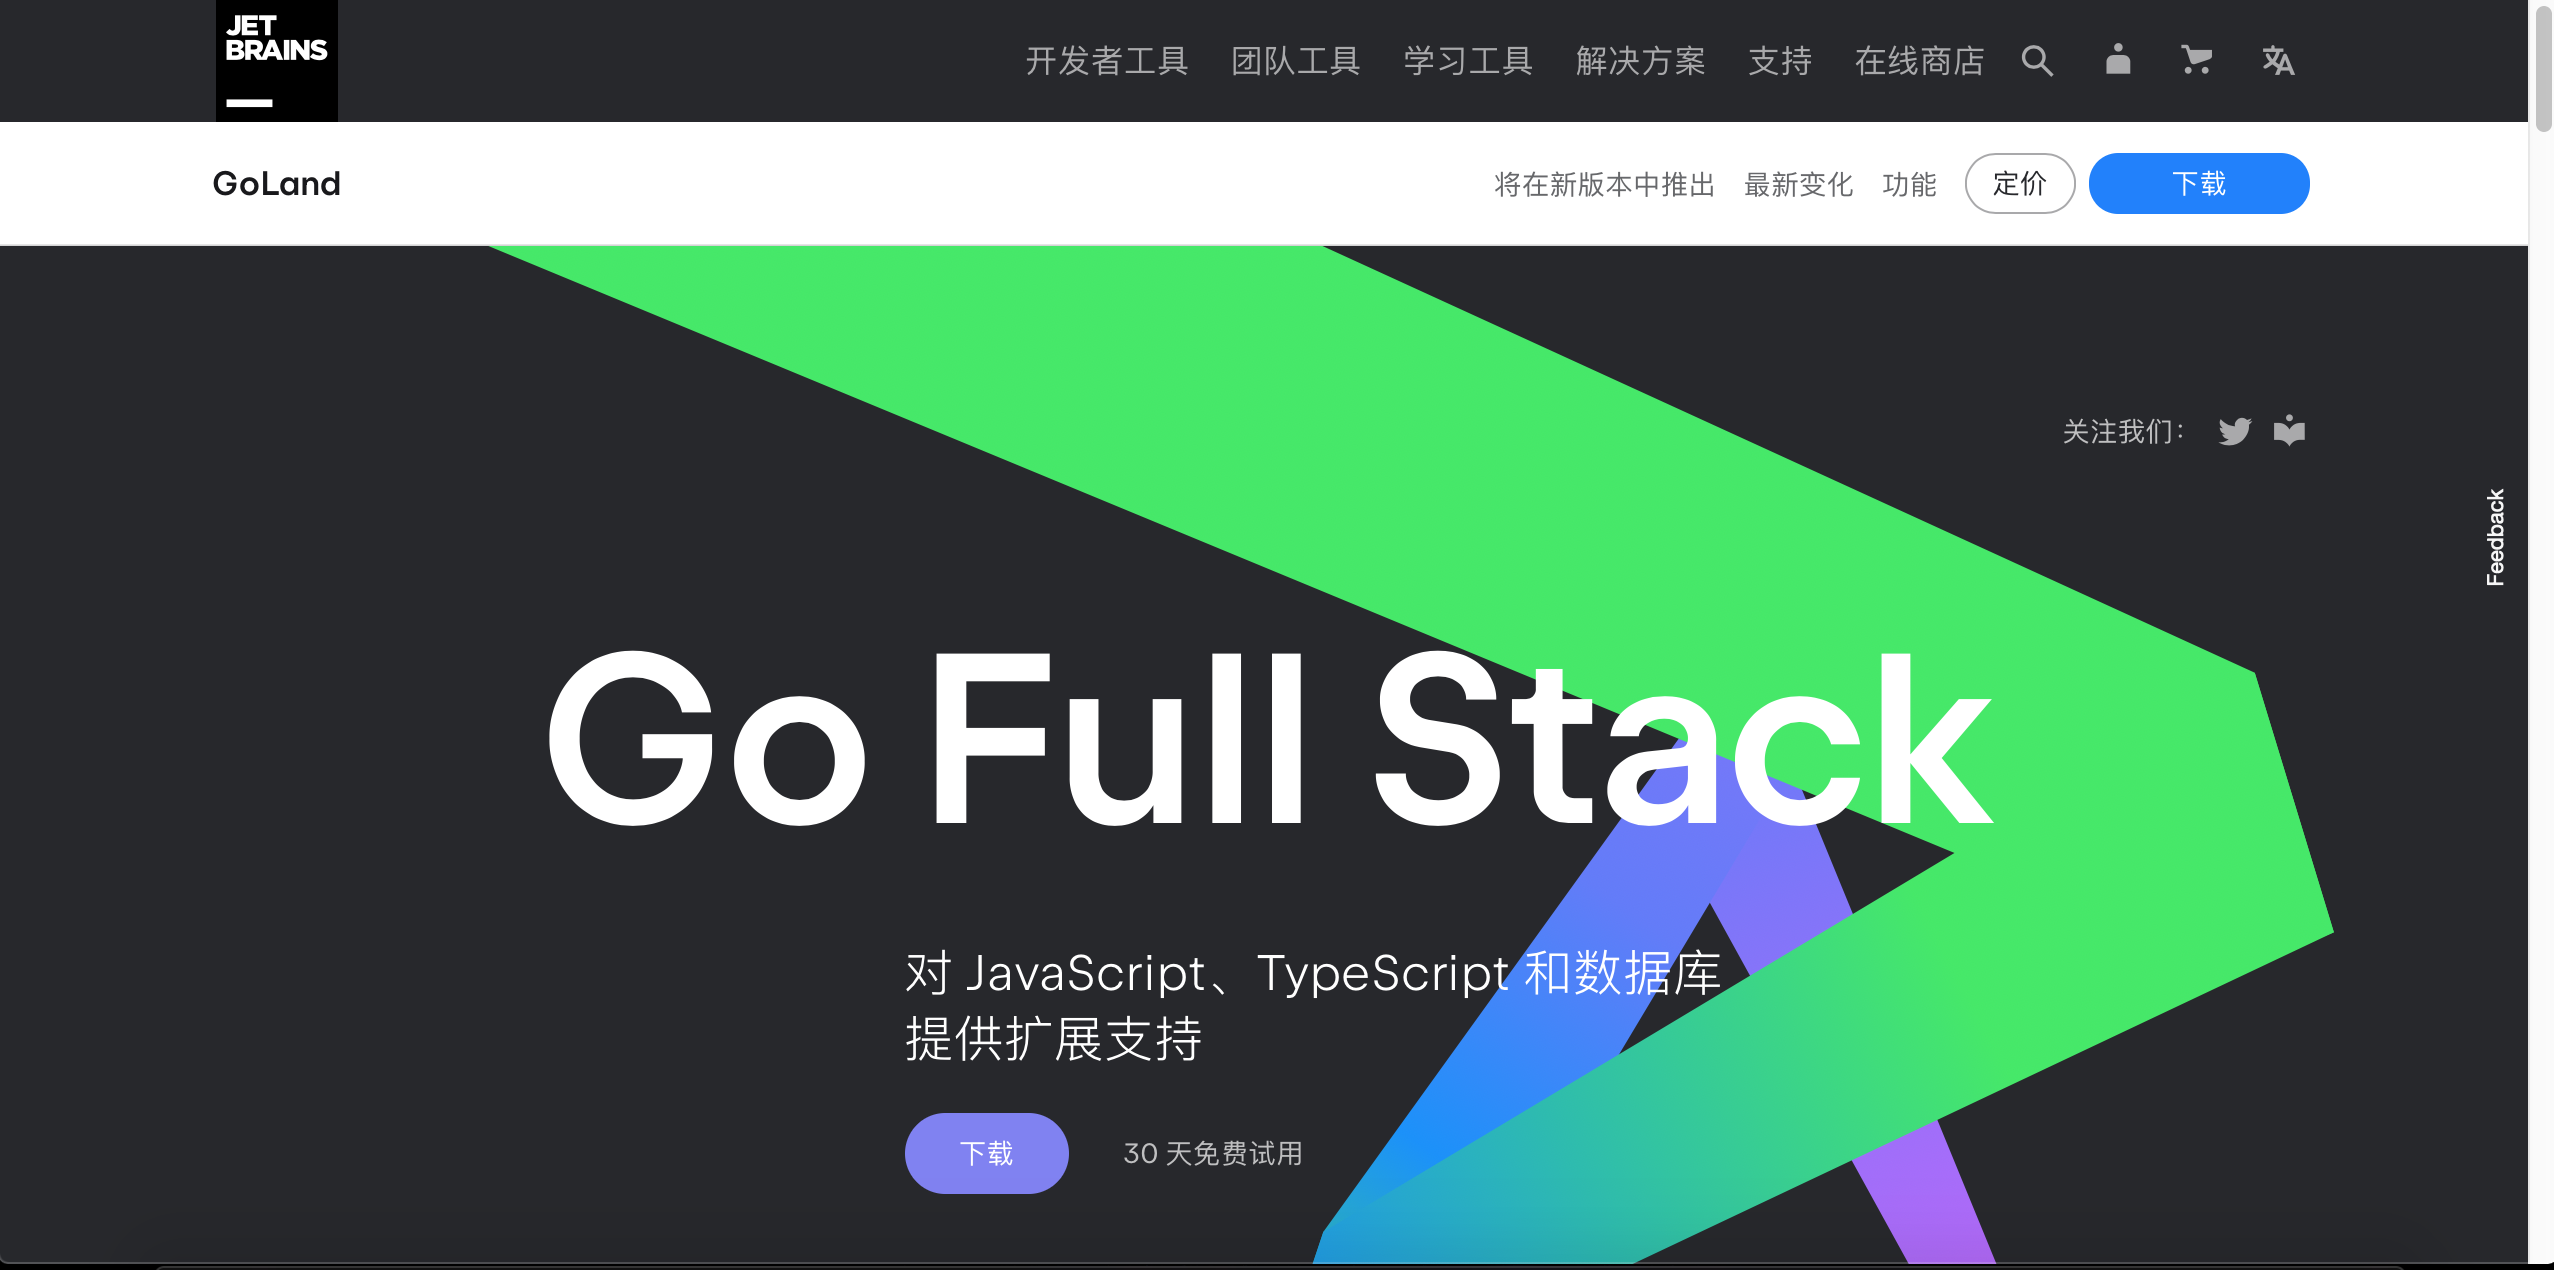 JET
BRAINS
开发者工具 团队工具 学习工具 解决方案 支持 在线商店
GoLand
将在新版本中推出 最新变化 功能 定价 下载
关注我们：
Feedback
Go Full Stack
对 JavaScript、TypeScript 和数据库
提供扩展支持
下载 30 天免费试用